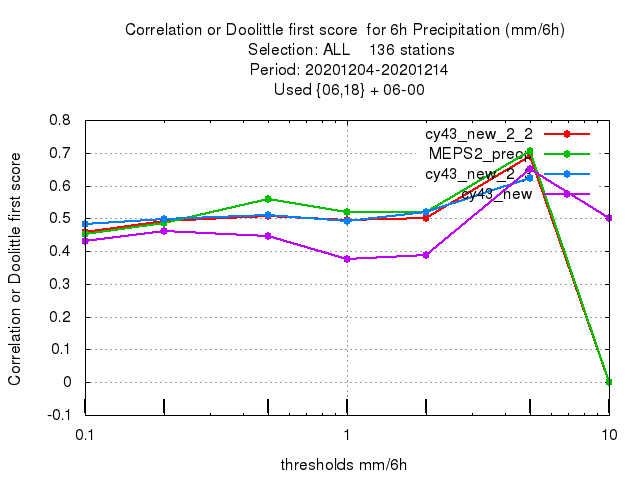 Correlation or Doolittle first score for 6h Precipitation (mm/6h)
Selection: ALL 136 stations
Period: 20201204-20201214
Used {06,18} + 06-00
Correlation or Doolittle first score
0.8
0.7
0.6
0.5
0.4
0.3
0.2
0.1
0
-0.1
cy43_new_2_2
cy43_new_2
cy43_new
0.1
1
10
thresholds mm/6h